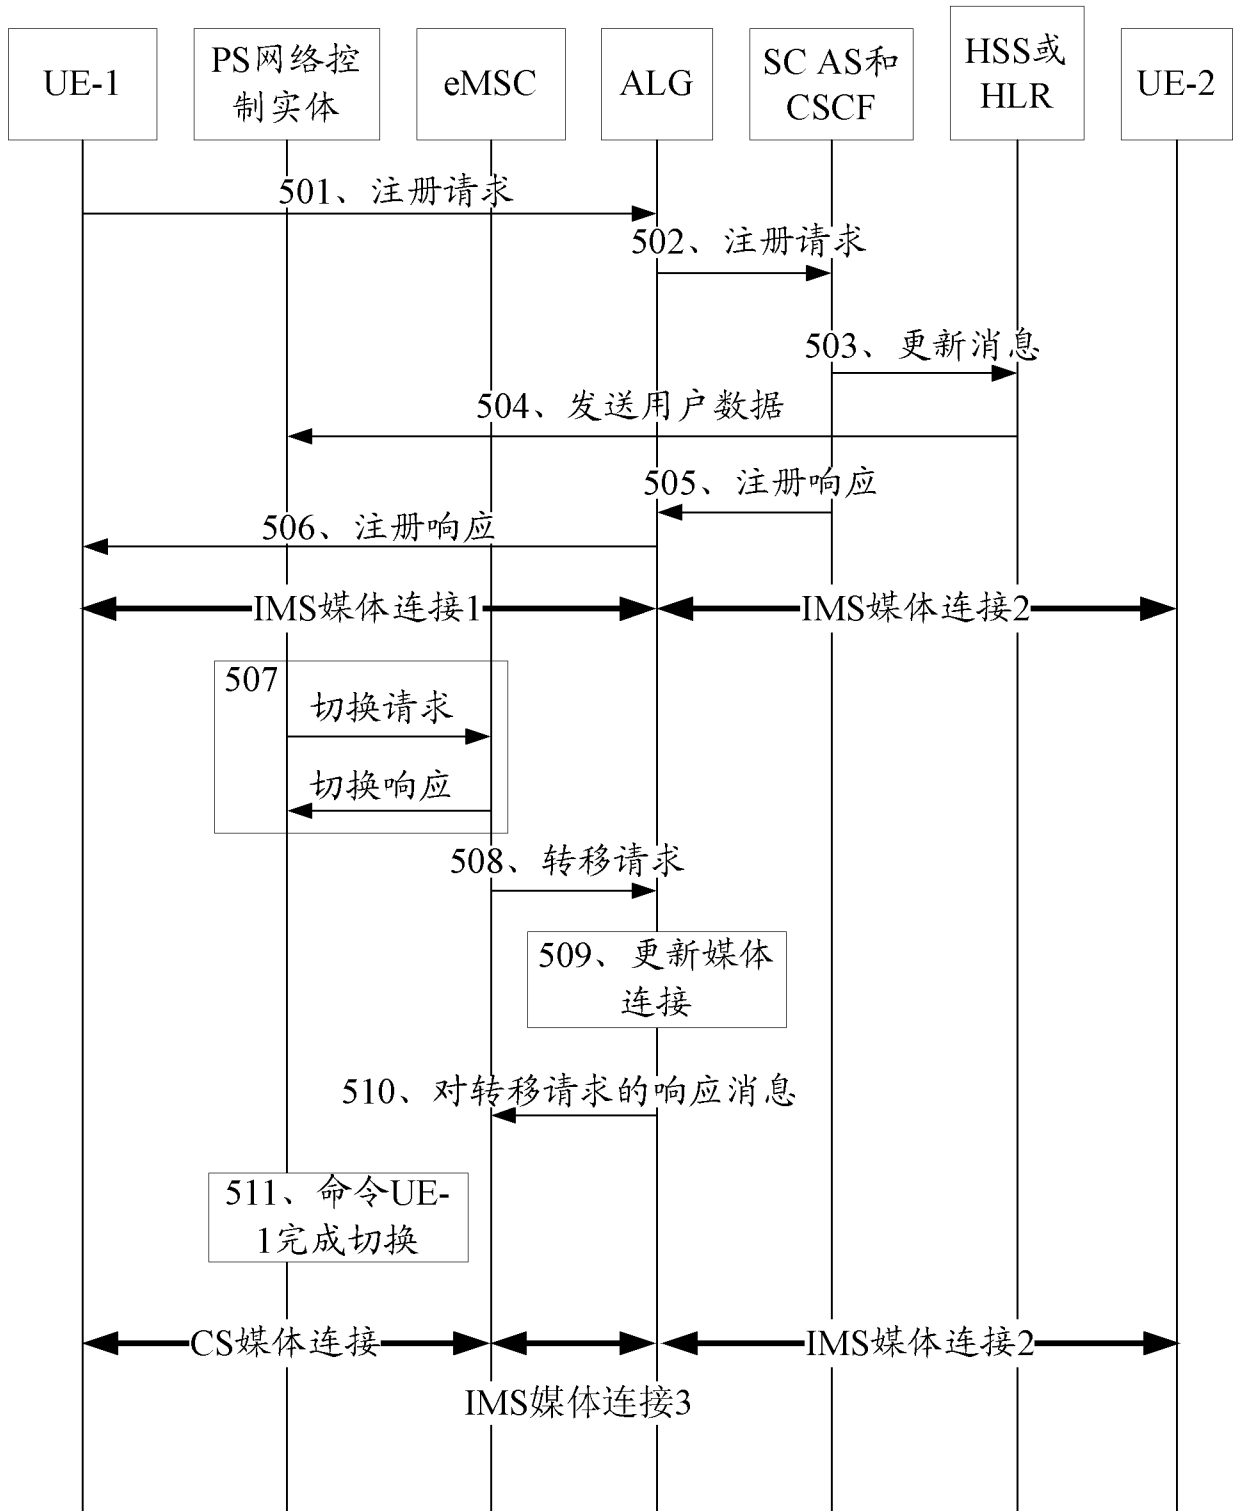 UE-1
PS网络控
制实体
eMSC
ALG
SC AS和
CSCF
HSS或
HLR
UE-2
501、注册请求
502、注册请求
503、更新消息
504、发送用户数据
505、注册响应
506、注册响应
IMS媒体连接1
IMS媒体连接2
507
切换请求
切换响应
508、转移请求
509、更新媒体
连接
510、对转移请求的响应消息
511、命令UE-
1完成切换
CS媒体连接
IMS媒体连接2
IMS媒体连接3